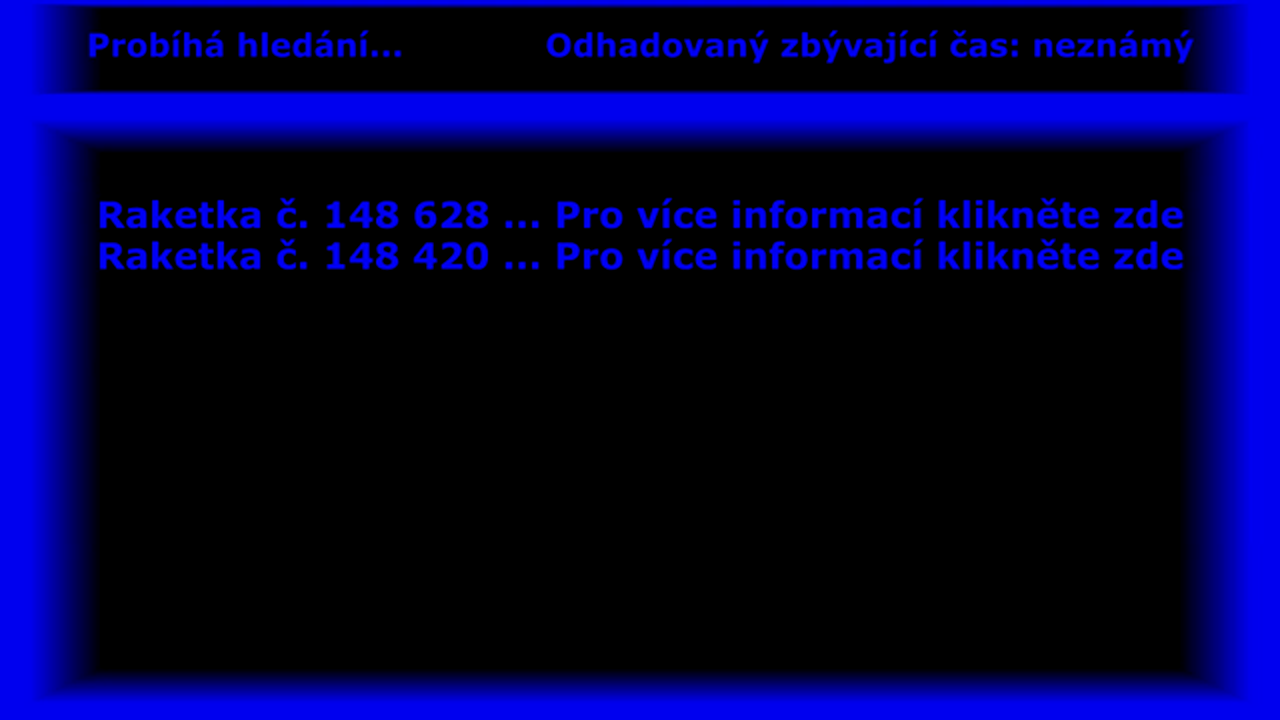 Probíhá hledání... Odhadovaný zbývající čas: neznámý
Raketka č. 148 628 ... Pro více informací klikněte zde
Raketka č. 148 420 ... Pro více informací klikněte zde